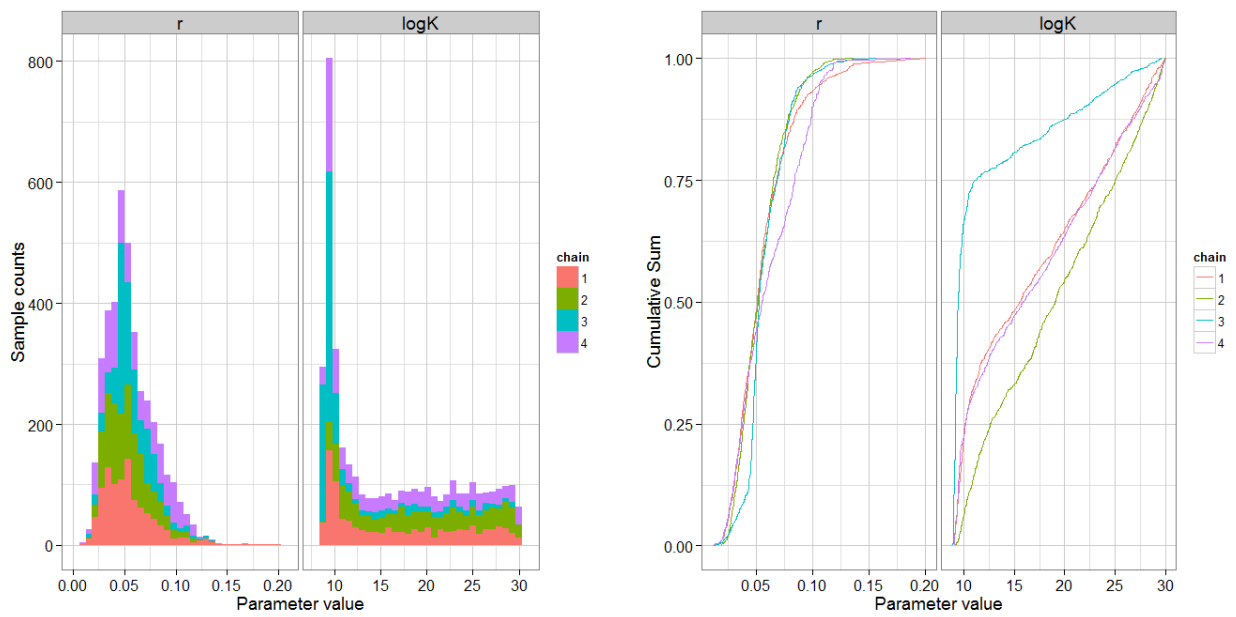 r logK
Sample counts
800
600
400
200
0
0.00 0.05 0.10 0.15 0.20 10 15 20 25 30
Parameter value
chain
1
2
3
4
r logK
Cumulative Sum
1.00
0.75
0.50
0.25
0.00
0.05 0.10 0.15 0.20 10 15 20 25 30
Parameter value
chain
1
2
3
4